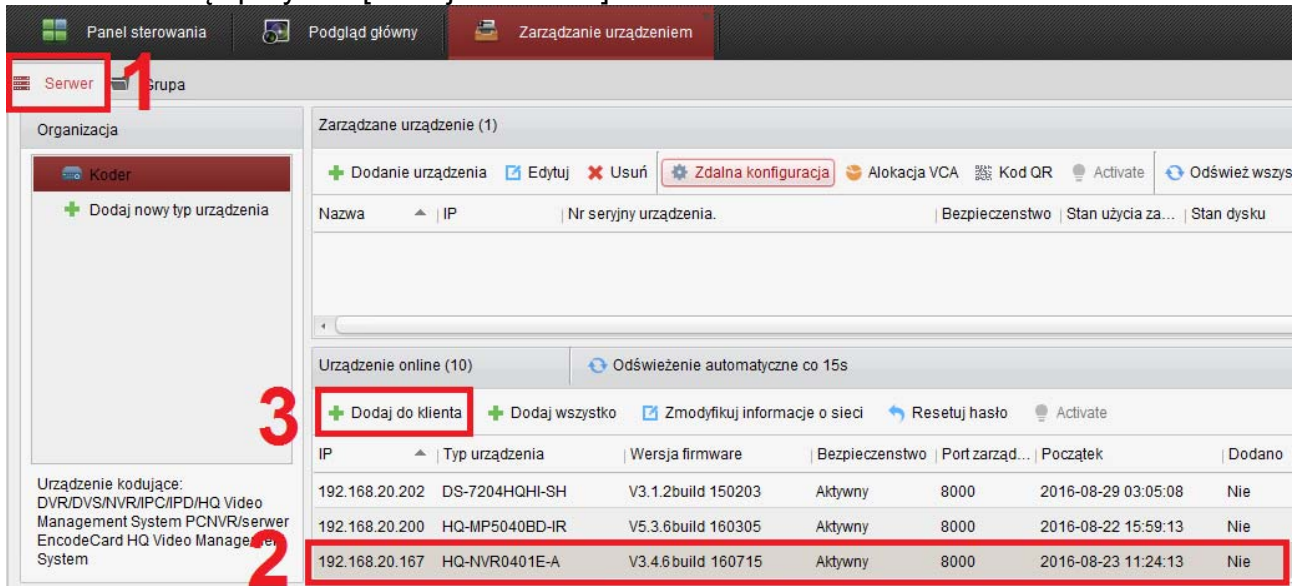 Panel sterowania Podgląd główny Zarządzanie urządzeniem
1
Serwer Grupa
Organizacja
Koder
Dodaj nowy typ urządzenia
Urządzenie kodujące:
DVR/DVS/NVR/IPC/IPD/HQ Video
Management System PCNVR/serwer
EncodeCard HQ Video
System
Zarządzane urządzenie (1)
Dodanie urządzenia Edytuj Usuń Zdalna konfiguracja Alokacja VCA Kod QR Activate Odśwież wszys
Nazwa IP Nr seryjny urządzenia. Bezpieczenstwo Stan użycia za... Stan dysku
Urządzenie online (10) Odświeżenie automatyczne co 15s
3
Dodaj do klienta Dodaj wszystko Zmodyfikuj informacje o sieci Resetuj hasło Activate
IP Typ urządzenia Wersja firmware Bezpieczenstwo Port zarząd... Początek Dodano
192.168.20.202 DS-7204HQHI-SH V3.1.2build 150203 Aktywny 8000 2016-08-29 03:05:08 Nie
192.168.20.200 HQ-MP5040BD-IR V5.3.6build 160305 Aktywny 8000 2016-08-22 15:59:13 Nie
2
192.168.20.167 HQ-NVR0401E-A V3.4.6build 160715 Aktywny 8000 2016-08-23 11:24:13 Nie